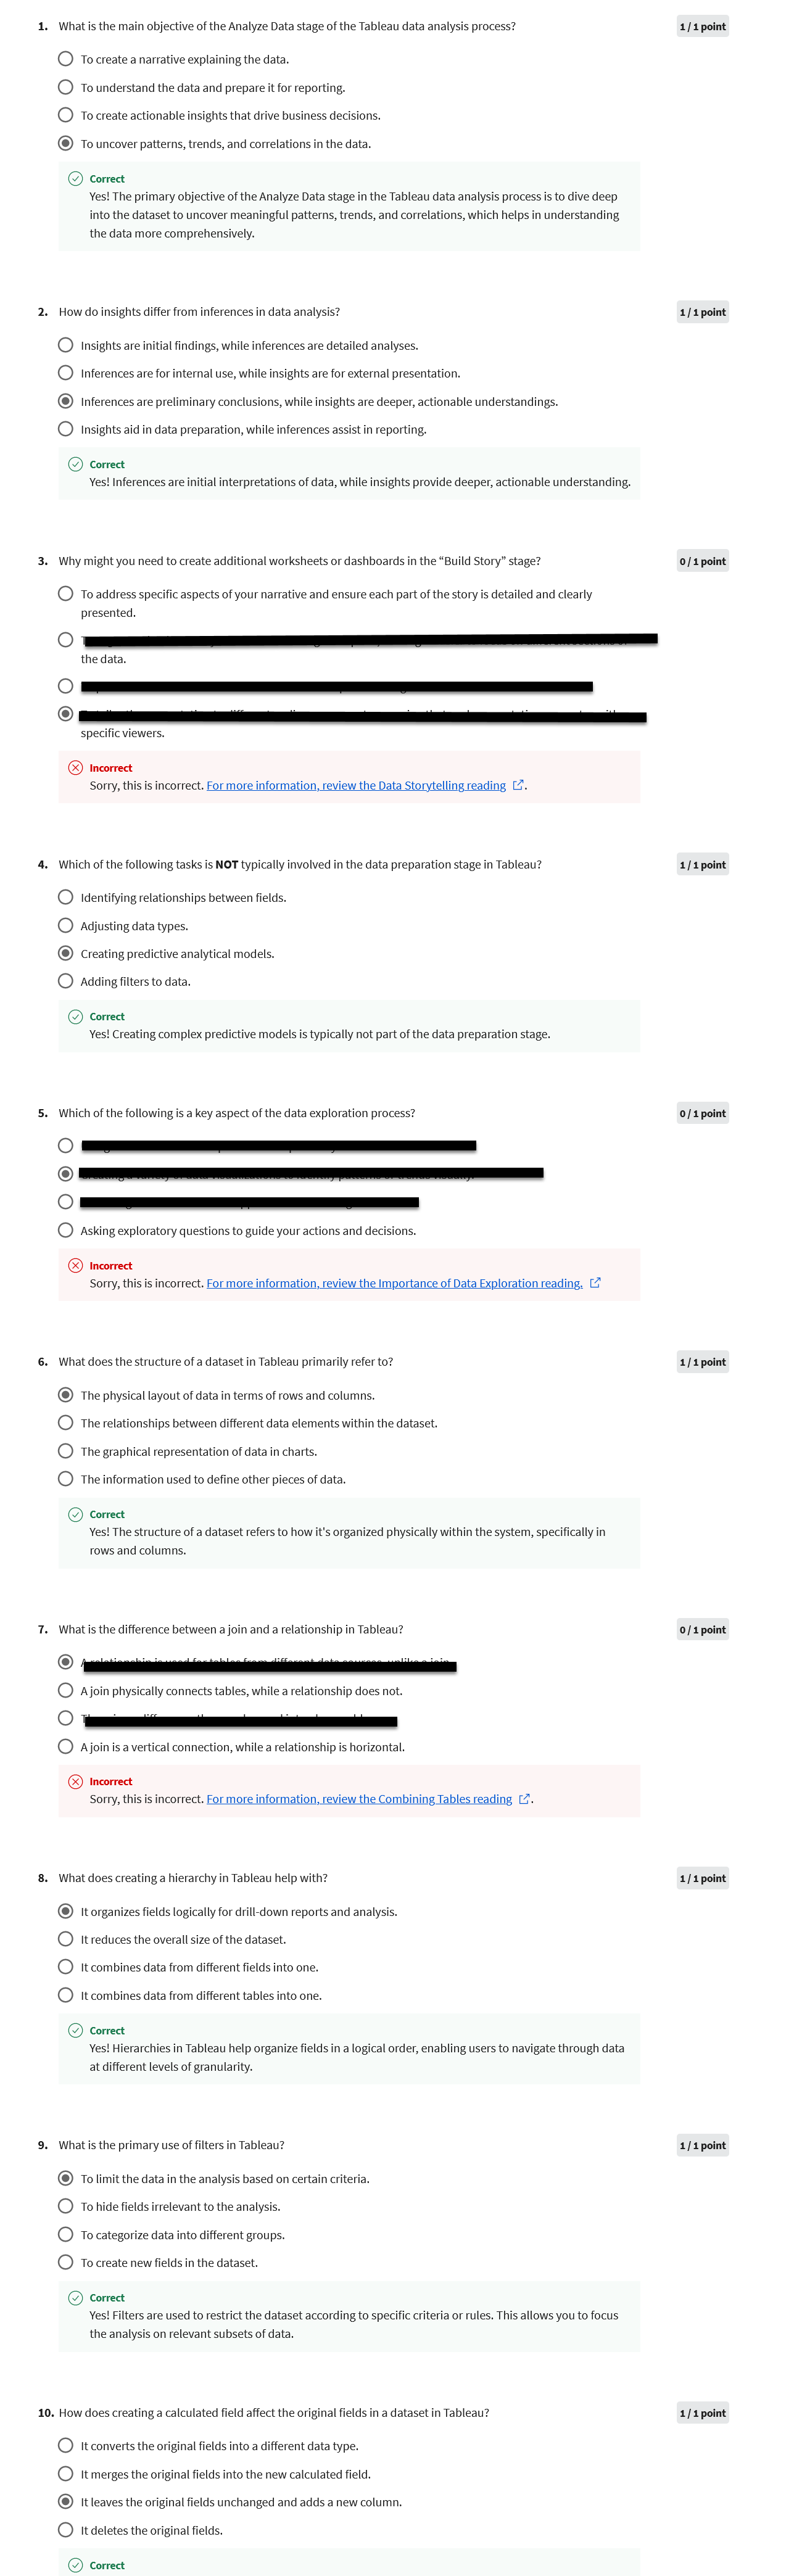 1. What is the main objective of the Analyze Data stage of the Tableau data analysis process? 1 / 1 point
To create a narrative explaining the data.
To understand the data and prepare it for reporting.
To create actionable insights that drive business decisions.
To uncover patterns, trends, and correlations in the data.
Correct
Yes! The primary objective of the Analyze Data stage in the Tableau data analysis process is to dive deep
into the dataset to uncover meaningful patterns, trends, and correlations, which helps in understanding
the data more comprehensively.
2. How do insights differ from inferences in data analysis? 1 / 1 point
Insights are initial findings, while inferences are detailed analyses.
Inferences are for internal use, while insights are for external presentation.
Inferences are preliminary conclusions, while insights are deeper, actionable understandings.
Insights aid in data preparation, while inferences assist in reporting.
Correct
Yes! Inferences are initial interpretations of data, while insights provide deeper, actionable understanding.
3. Why might you need to create additional worksheets or dashboards in the “Build Story” stage? 0 / 1 point
To address specific aspects of your narrative and ensure each part of the story is detailed and clearly
presented.
the data.
specific viewers.
Incorrect
Sorry, this is incorrect. For more information, review the Data Storytelling reading .
4. Which of the following tasks is NOT typically involved in the data preparation stage in Tableau? 1 / 1 point
Identifying relationships between fields.
Adjusting data types.
Creating predictive analytical models.
Adding filters to data.
Correct
Yes! Creating complex predictive models is typically not part of the data preparation stage.
5. Which of the following is a key aspect of the data exploration process? 0 / 1 point
Asking exploratory questions to guide your actions and decisions.
Incorrect
Sorry, this is incorrect. For more information, review the Importance of Data Exploration reading.
6. What does the structure of a dataset in Tableau primarily refer to? 1 / 1 point
The physical layout of data in terms of rows and columns.
The relationships between different data elements within the dataset.
The graphical representation of data in charts.
The information used to define other pieces of data.
Correct
Yes! The structure of a dataset refers to how it's organized physically within the system, specifically in
rows and columns.
7. What is the difference between a join and a relationship in Tableau? 0 / 1 point
A join physically connects tables, while a relationship does not.
A join is a vertical connection, while a relationship is horizontal.
Incorrect
Sorry, this is incorrect. For more information, review the Combining Tables reading .
8. What does creating a hierarchy in Tableau help with? 1 / 1 point
It organizes fields logically for drill-down reports and analysis.
It reduces the overall size of the dataset.
It combines data from different fields into one.
It combines data from different tables into one.
Correct
Yes! Hierarchies in Tableau help organize fields in a logical order, enabling users to navigate through data
at different levels of granularity.
9. What is the primary use of filters in Tableau? 1 / 1 point
To limit the data in the analysis based on certain criteria.
To hide fields irrelevant to the analysis.
To categorize data into different groups.
To create new fields in the dataset.
Correct
Yes! Filters are used to restrict the dataset according to specific criteria or rules. This allows you to focus
the analysis on relevant subsets of data.
10. How does creating a calculated field affect the original fields in a dataset in Tableau? 1 / 1 point
It converts the original fields into a different data type.
It merges the original fields into the new calculated field.
It leaves the original fields unchanged and adds a new column.
It deletes the original fields.
Correct